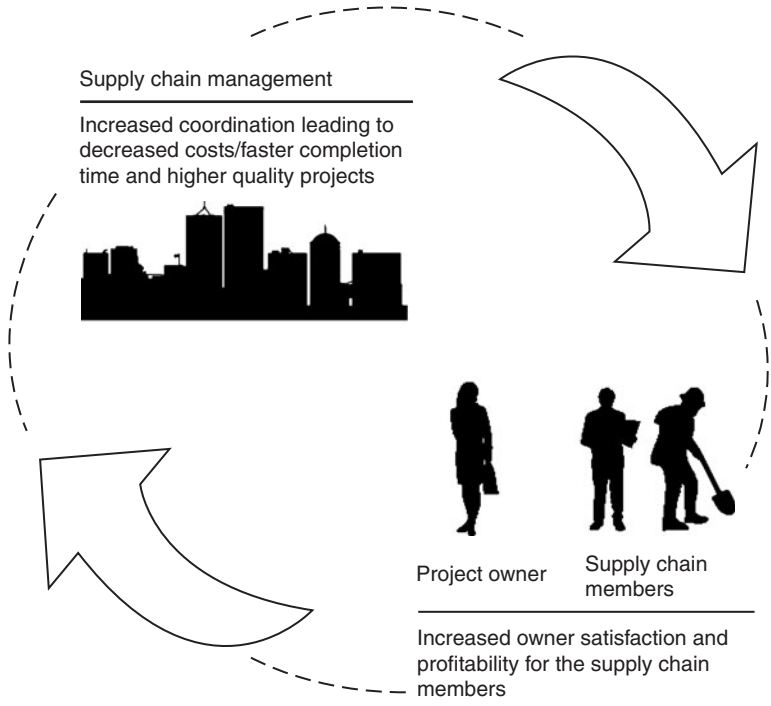 Supply chain management
Increased coordination leading to
decreased costs/faster completion
time and higher quality projects
Project owner
Supply chain
members
Increased owner satisfaction and
profitability for the supply chain
members